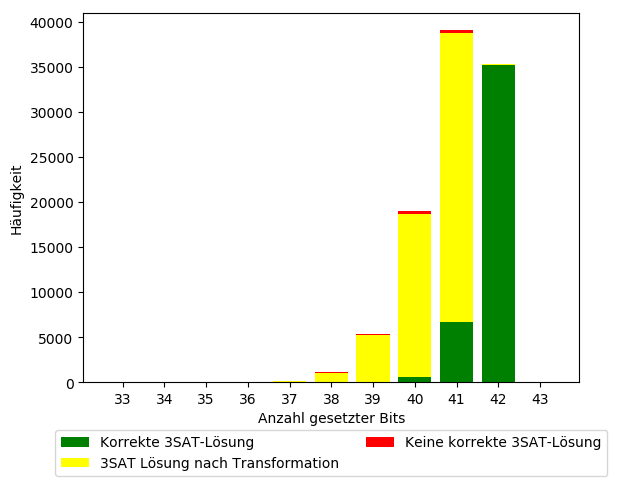 40000
35000
30000
25000
20000
15000
10000
5000
0
Häufigkeit
33 34 35 36 37 38 39 40 41 42 43
Anzahl gesetzter Bits
Korrekte 3SAT-Lösung
3SAT Lösung nach Transformation
Keine korrekte 3SAT-Lösung